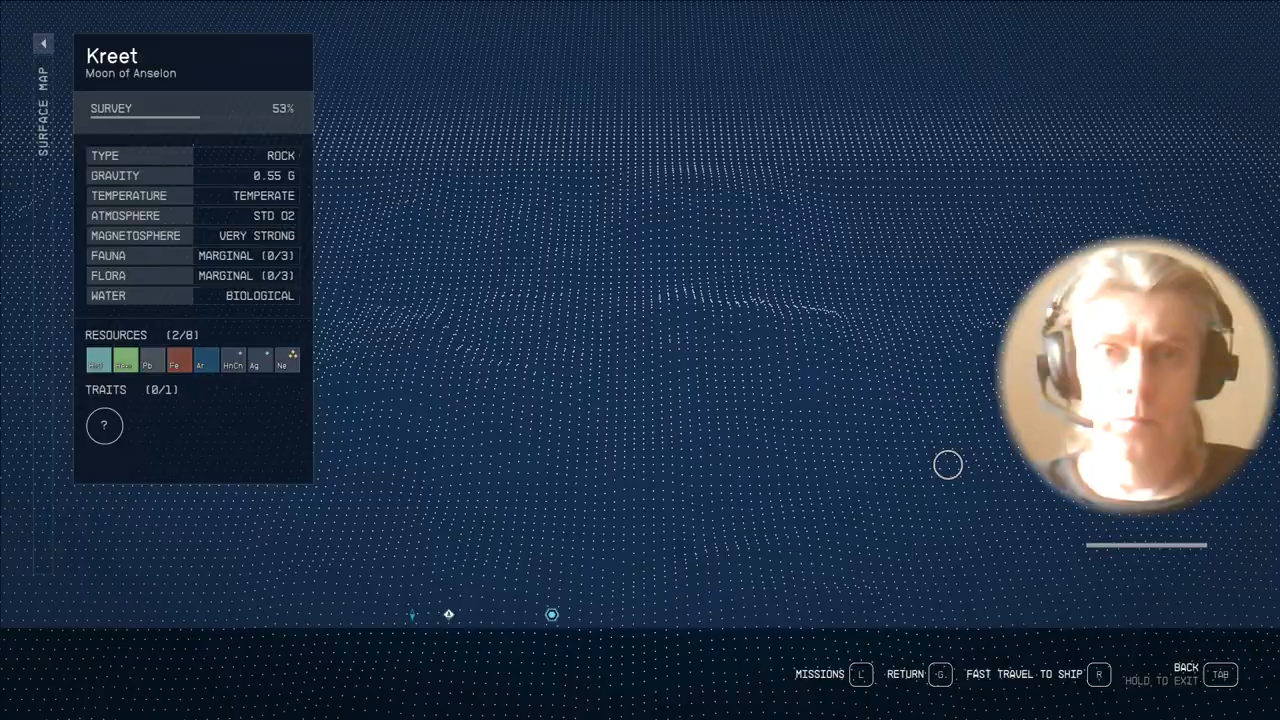 Kreet
Moon of Anselon
SURFACE MAP
SURVEY 53%
TYPE ROCK
GRAVITY 0.55 G
TEMPERATURE TEMPERATE
ATMOSPHERE STD O2
MAGNETOSPHERE VERY STRONG
FAUNA MARGINAL (0/3)
FLORA MARGINAL (0/3)
WATER BIOLOGICAL
RESOURCES (2/8)
Pb Fe Ar HnCn Ag Ne
TRAITS (0/1)
?
MISSIONS L RETURN G FAST TRAVEL TO SHIP R BACK TAB
HOLD TO EXIT